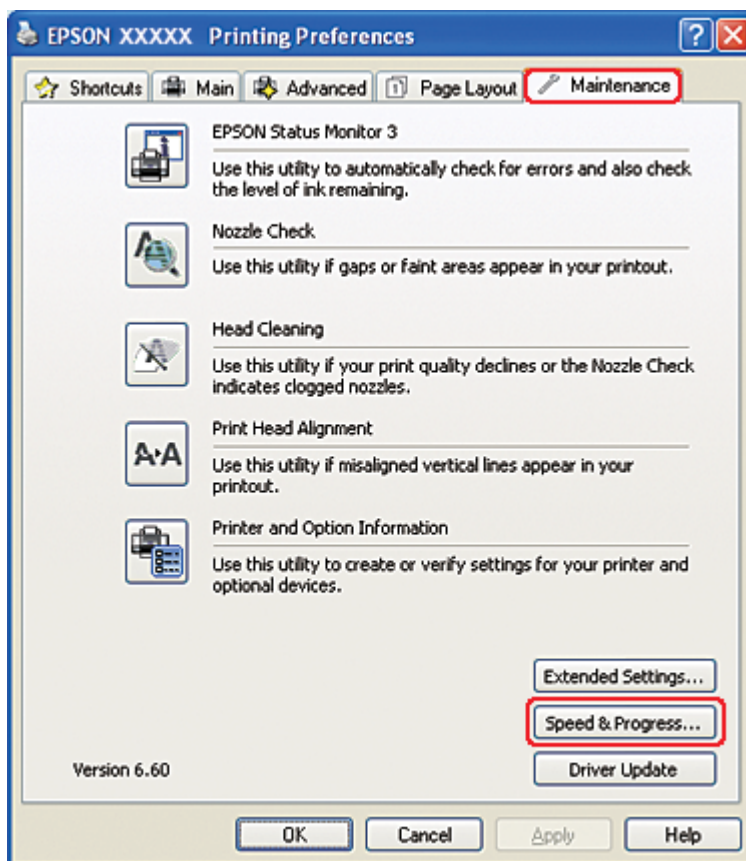 EPSON XXXXX Printing Preferences
Shortcuts Main Advanced 1 Page Layout Maintenance
EPSON Status Monitor 3
Use this utility to automatically check for errors and also check
the level of ink remaining.
Nozzle Check
Use this utility if gaps or faint areas appear in your printout.
Head Cleaning
Use this utility if your print quality declines or the Nozzle Check
indicates clogged nozzles.
Print Head Alignment
A A
Use this utility if misaligned vertical lines appear in your
printout.
Printer and Option Information
Use this utility to create or verify settings for your printer and
optional devices.
Extended Settings...
Speed & Progress...
Version 6.60
Driver Update
OK Cancel Apply Help